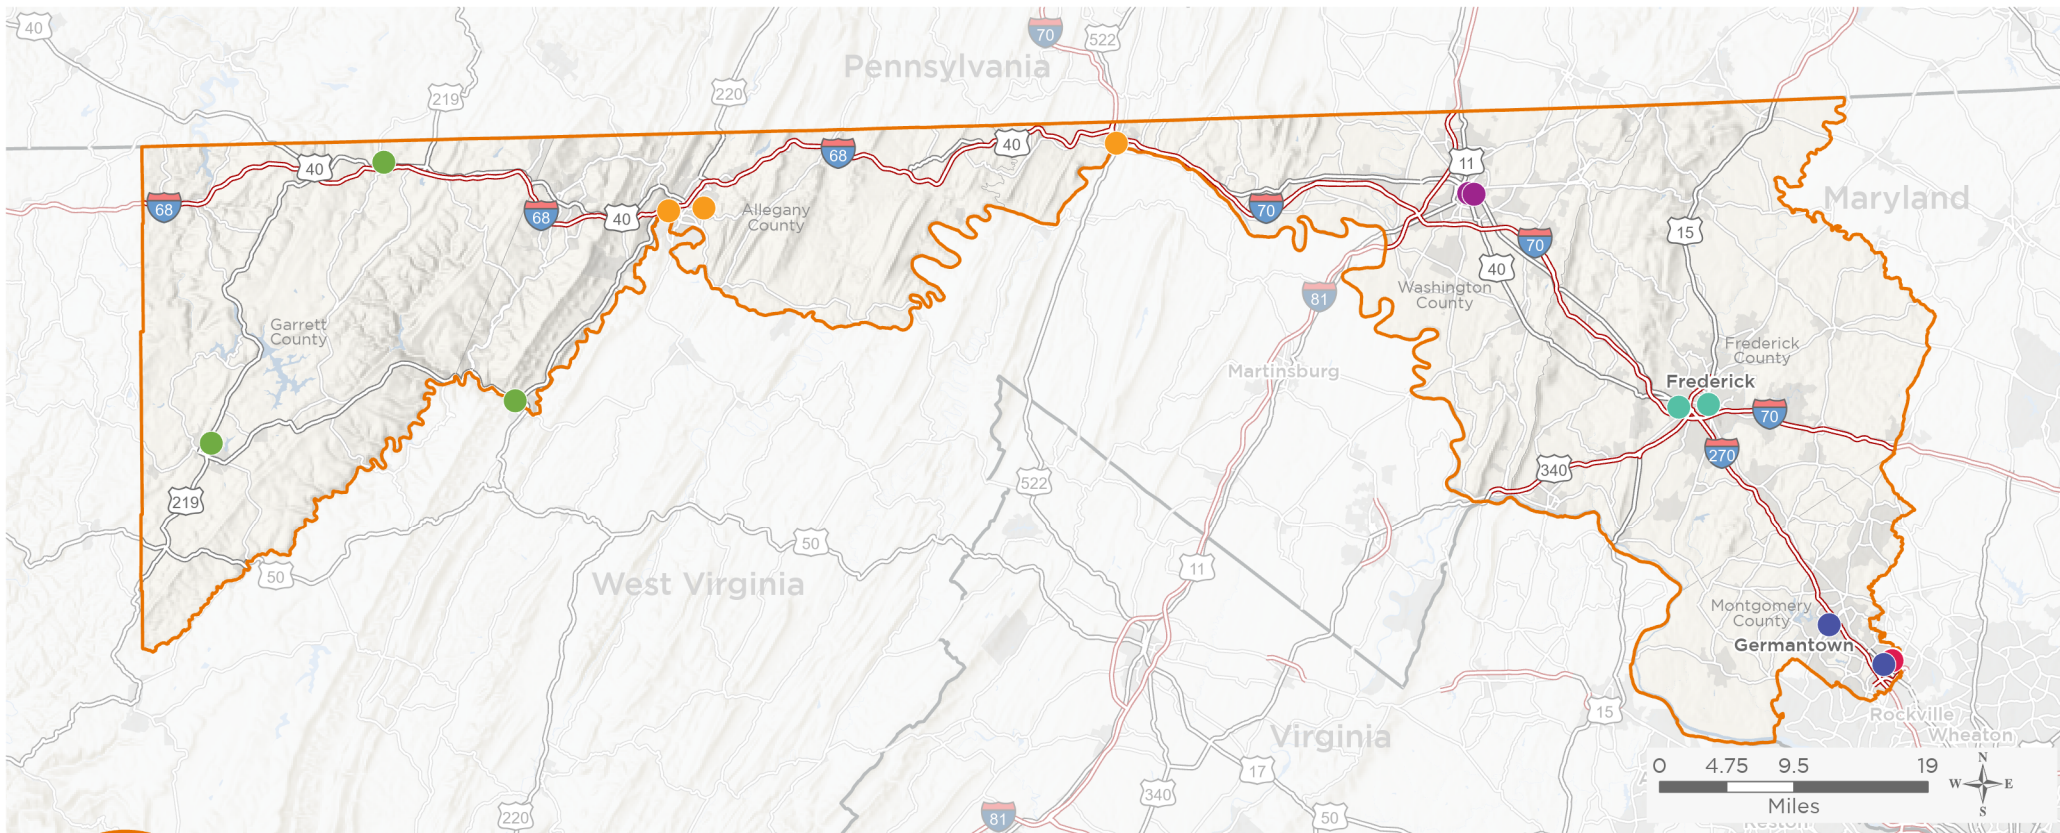 40
70
522
Pennsylvania
219
220
40
68
68
68
40
40
Allegany
County
11
70
70
40
15
Maryland
Washington
County
81
Garrett
County
Martinsburg
Frederick
County
Frederick
70
270
340
219
522
50
50
11
West Virginia
Montgomery
County
Germantown
Rockville
Wheaton
15
Virginia
17
340
220
81
50
0 4.75 9.5 19
Miles
N
W E
S
Reston